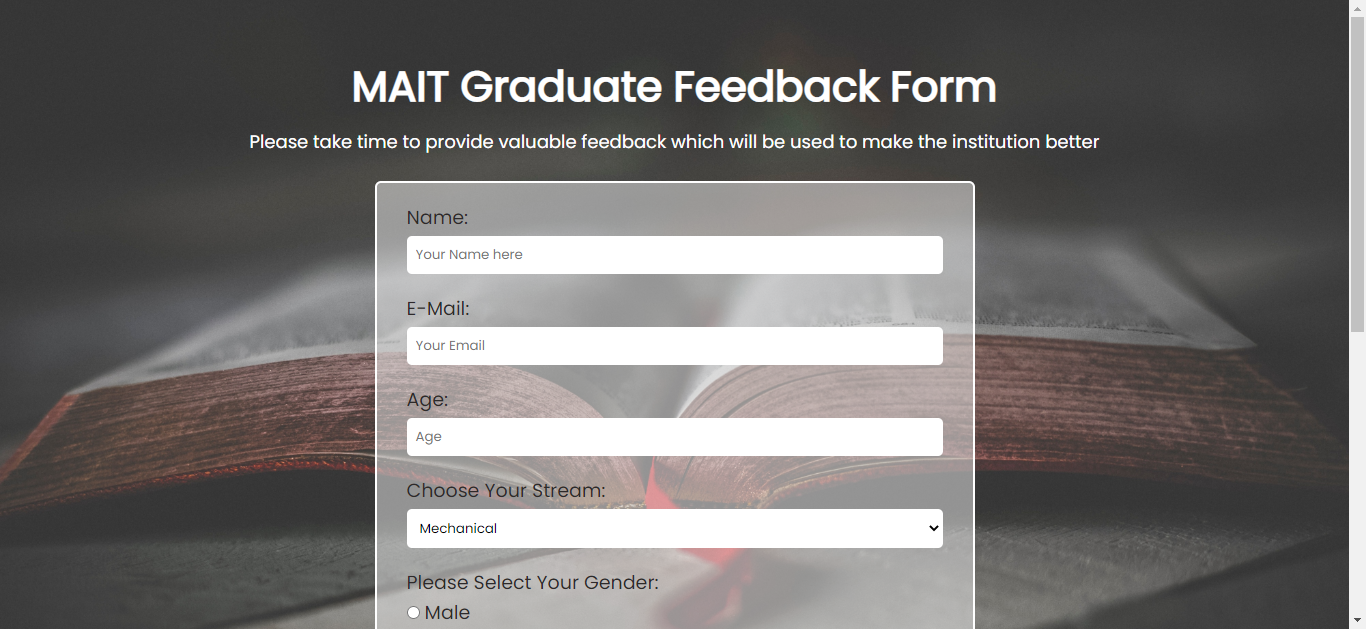 MAIT Graduate Feedback Form
Please take time to provide valuable feedback which will be used to make the institution better
Name:
Your Name here
E-Mail:
Your Email
Age:
Age
Choose Your Stream:
Mechanical
Please Select Your Gender:
Male